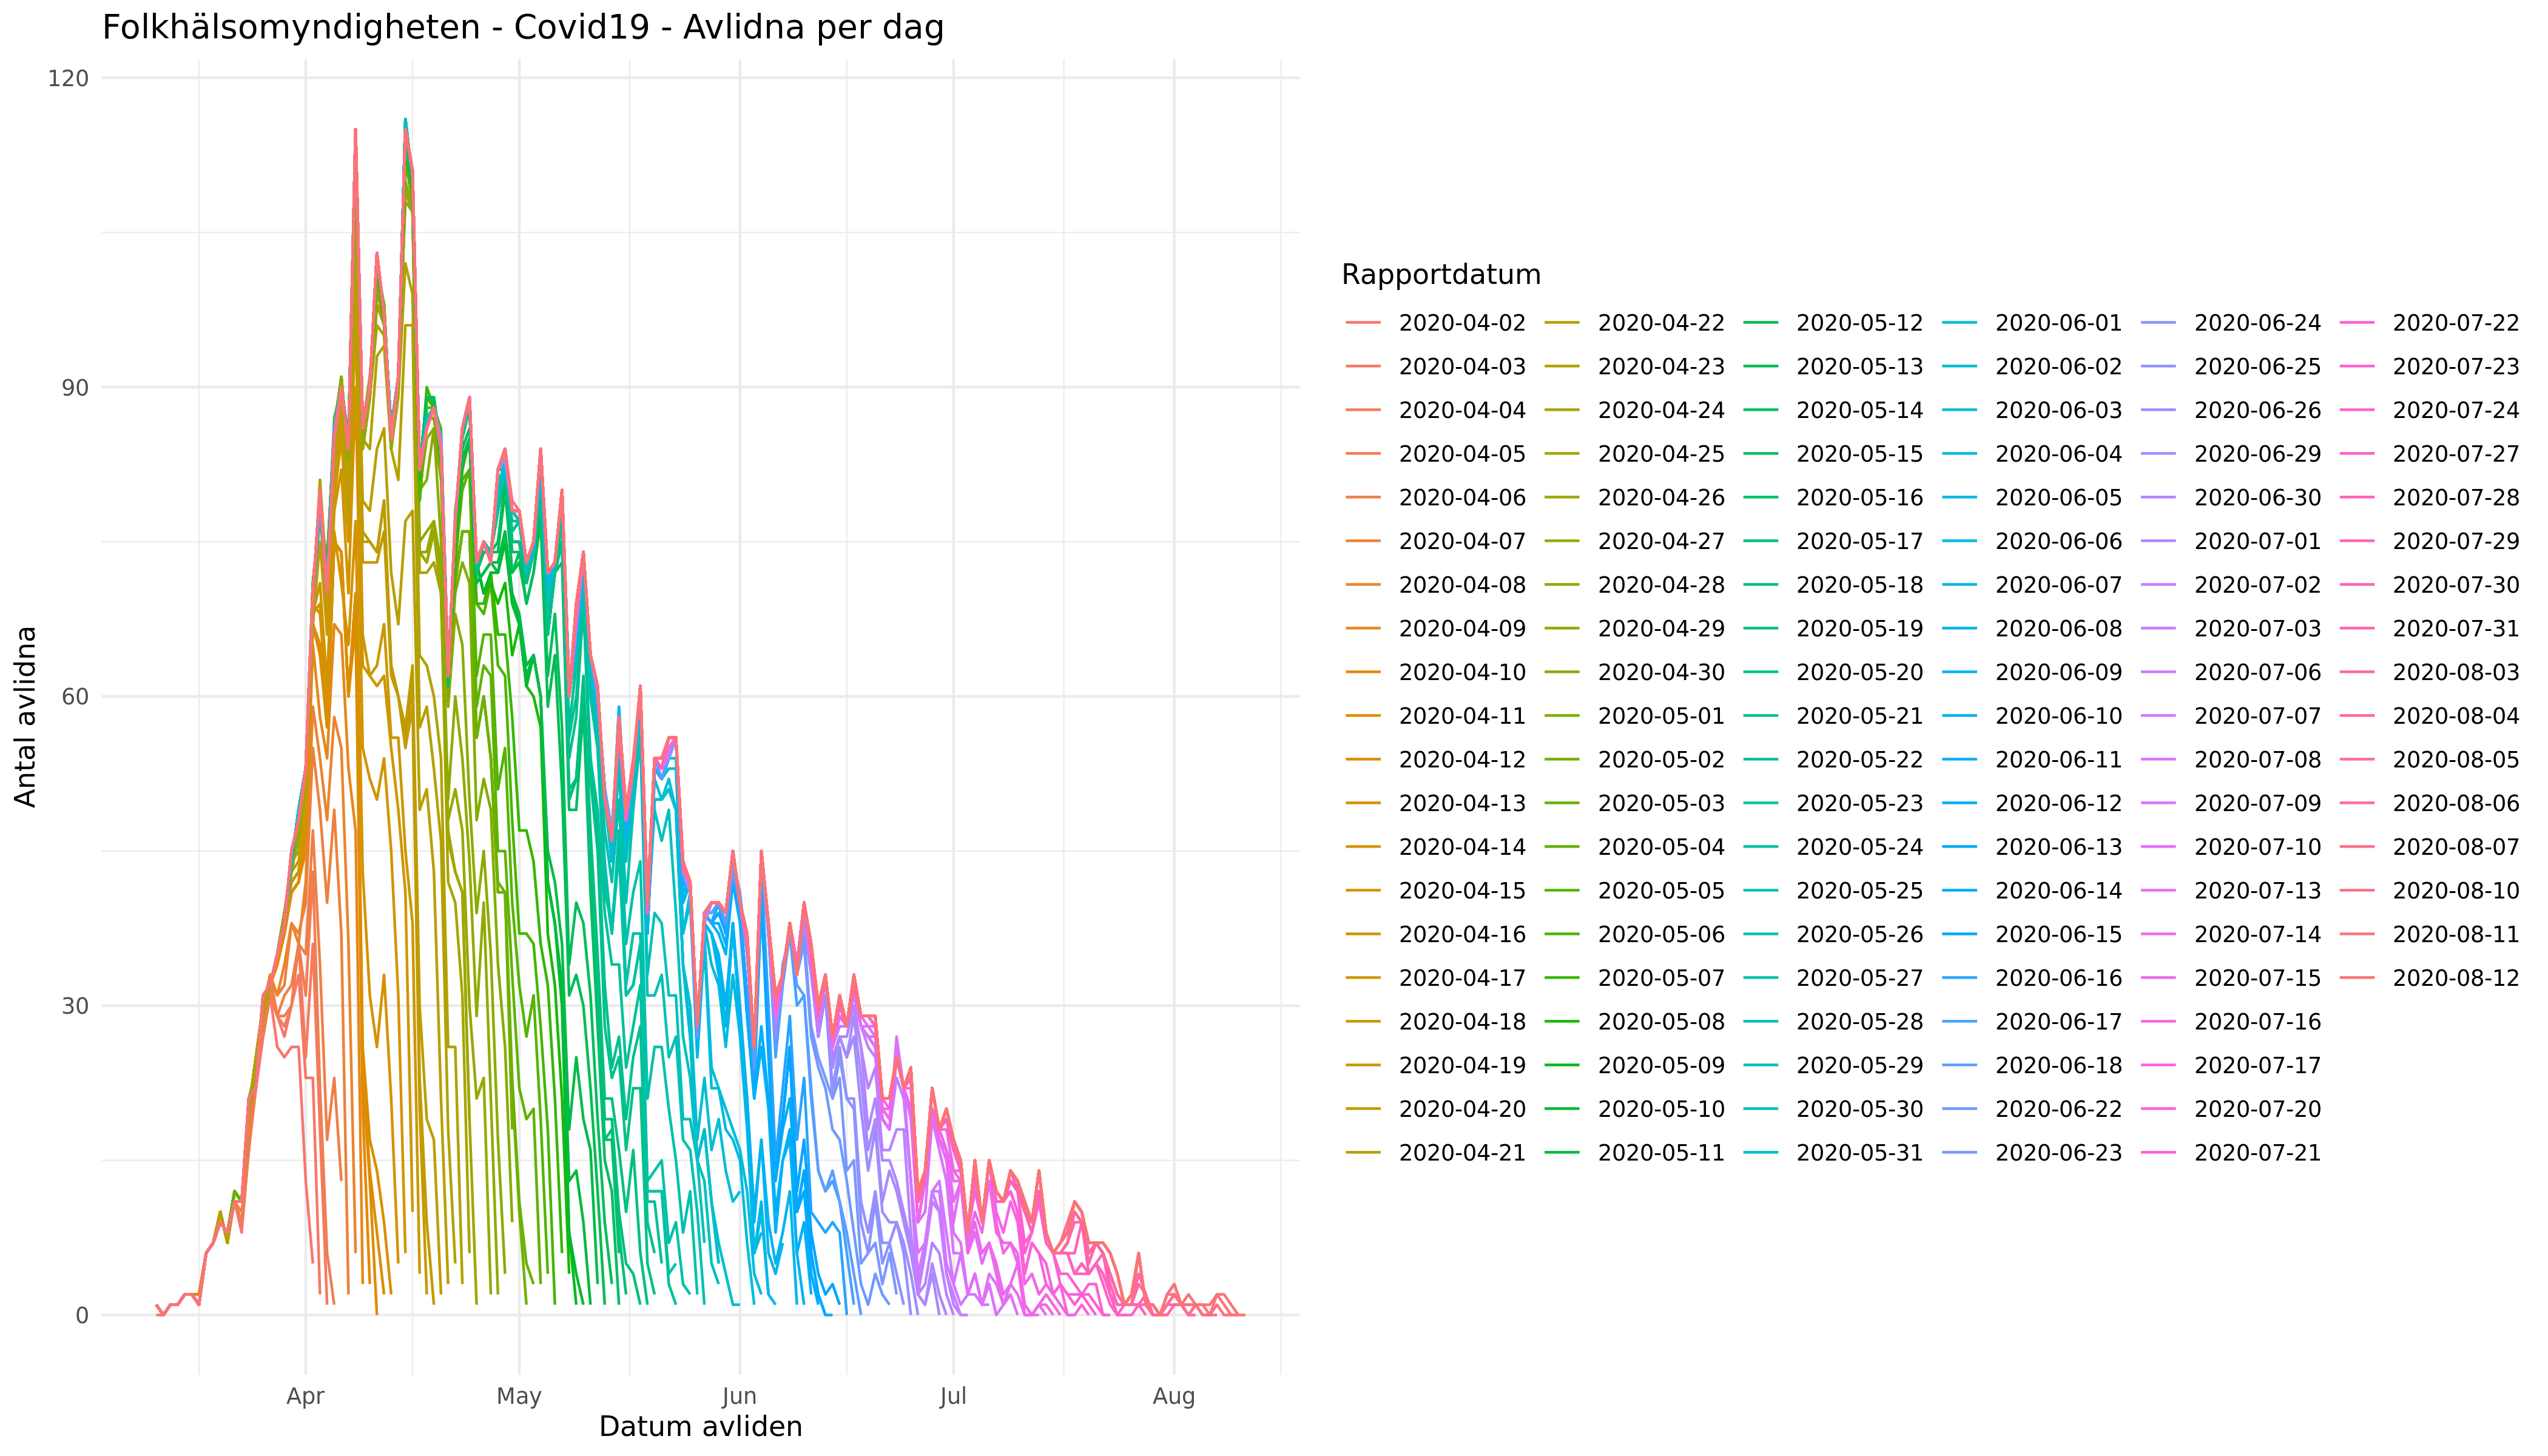 Folkhälsomyndigheten - Covid19 - Avlidna per dag
120
90
60
30
0
Antal avlidna
Apr May Jun Jul Aug
Datum avliden
Rapportdatum
2020-04-02 2020-04-22 2020-05-12 2020-06-01 2020-06-24 2020-07-22
2020-04-03 2020-04-23 2020-05-13 2020-06-02 2020-06-25 2020-07-23
2020-04-04 2020-04-24 2020-05-14 2020-06-03 2020-06-26 2020-07-24
2020-04-05 2020-04-25 2020-05-15 2020-06-04 2020-06-29 2020-07-27
2020-04-06 2020-04-26 2020-05-16 2020-06-05 2020-06-30 2020-07-28
2020-04-07 2020-04-27 2020-05-17 2020-06-06 2020-07-01 2020-07-29
2020-04-08 2020-04-28 2020-05-18 2020-06-07 2020-07-02 2020-07-30
2020-04-09 2020-04-29 2020-05-19 2020-06-08 2020-07-03 2020-07-31
2020-04-10 2020-04-30 2020-05-20 2020-06-09 2020-07-06 2020-08-03
2020-04-11 2020-05-01 2020-05-21 2020-06-10 2020-07-07 2020-08-04
2020-04-12 2020-05-02 2020-05-22 2020-06-11 2020-07-08 2020-08-05
2020-04-13 2020-05-03 2020-05-23 2020-06-12 2020-07-09 2020-08-06
2020-04-14 2020-05-04 2020-05-24 2020-06-13 2020-07-10 2020-08-07
2020-04-15 2020-05-05 2020-05-25 2020-06-14 2020-07-13 2020-08-10
2020-04-16 2020-05-06 2020-05-26 2020-06-15 2020-07-14 2020-08-11
2020-04-17 2020-05-07 2020-05-27 2020-06-16 2020-07-15 2020-08-12
2020-04-18 2020-05-08 2020-05-28 2020-06-17 2020-07-16
2020-04-19 2020-05-09 2020-05-29 2020-06-18 2020-07-17
2020-04-20 2020-05-10 2020-05-30 2020-06-22 2020-07-20
2020-04-21 2020-05-11 2020-05-31 2020-06-23 2020-07-21